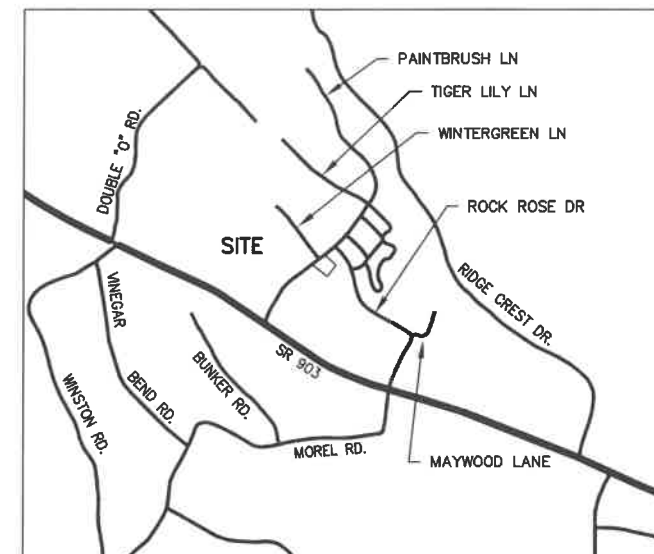 PAINTBRUSH LN
TIGER LILY LN
WINTERGREEN LN
DOUBLE "O" RD.
ROCK ROSE DR
SITE
RIDGE CREST DR.
VINEGAR
BEND RD.
WINSTON RD.
BUNKER RD.
SR 903
MOREL RD.
MAYWOOD LANE